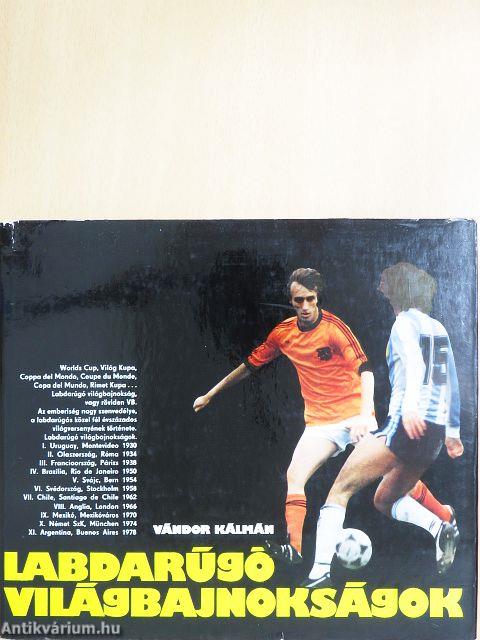 Worlds Cup, Világ Kupa,
Coppa del Mondo, Coupe du Monde,
Copa del Mundo, Rimet Kupa . . .
Labdarúgó világbajnokság,
vagy röviden VB.
Az emberiség nagy szenvedélye,
a labdarúgás közel fél évszázados
világversenyének története.
Labdarúgó világbajnokságok.
I. Uruguay, Montevideo 1930
II. Olaszország, Róma 1934
III. Franciaország, Párizs 1938
IV. Brazília, Rio de Janeiro 1950
V. Svájc, Bern 1954
VI. Svédország, Stockholm 1958
VII. Chile, Santiago de Chile 1962
VIII. Anglia, London 1966
IX. Mexikó, Mexikóváros 1970
X. Német SzK, München 1974
XI. Argentína, Buenos Aires 1978
15
VÁNDOR KÁLMÁN
LABDARÚGÓ
VILÁGBAJNOKSÁGOK
Antikvárium.hu